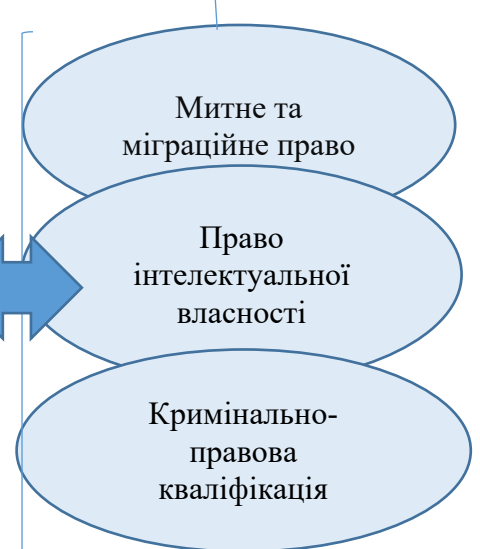 Митне та
міграційне право
Право
інтелектуальної
власності
Кримінально-
правова
кваліфікація